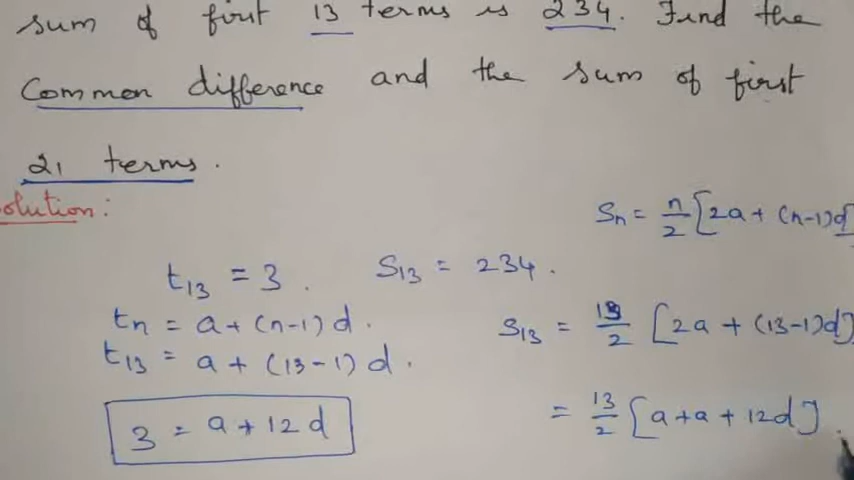 sum of first 13 terms is 234. Find the
Common difference and the sum of first
21 terms.
olution:
Sn = n/2 [2a + (n-1)d
t13 = 3. S13 = 234.
tn = a + (n-1) d.
S13 = 13/2 [2a + (13-1)d]
t13 = a + (13-1) d.
3 = a + 12 d
= 13/2 [a + a + 12d].